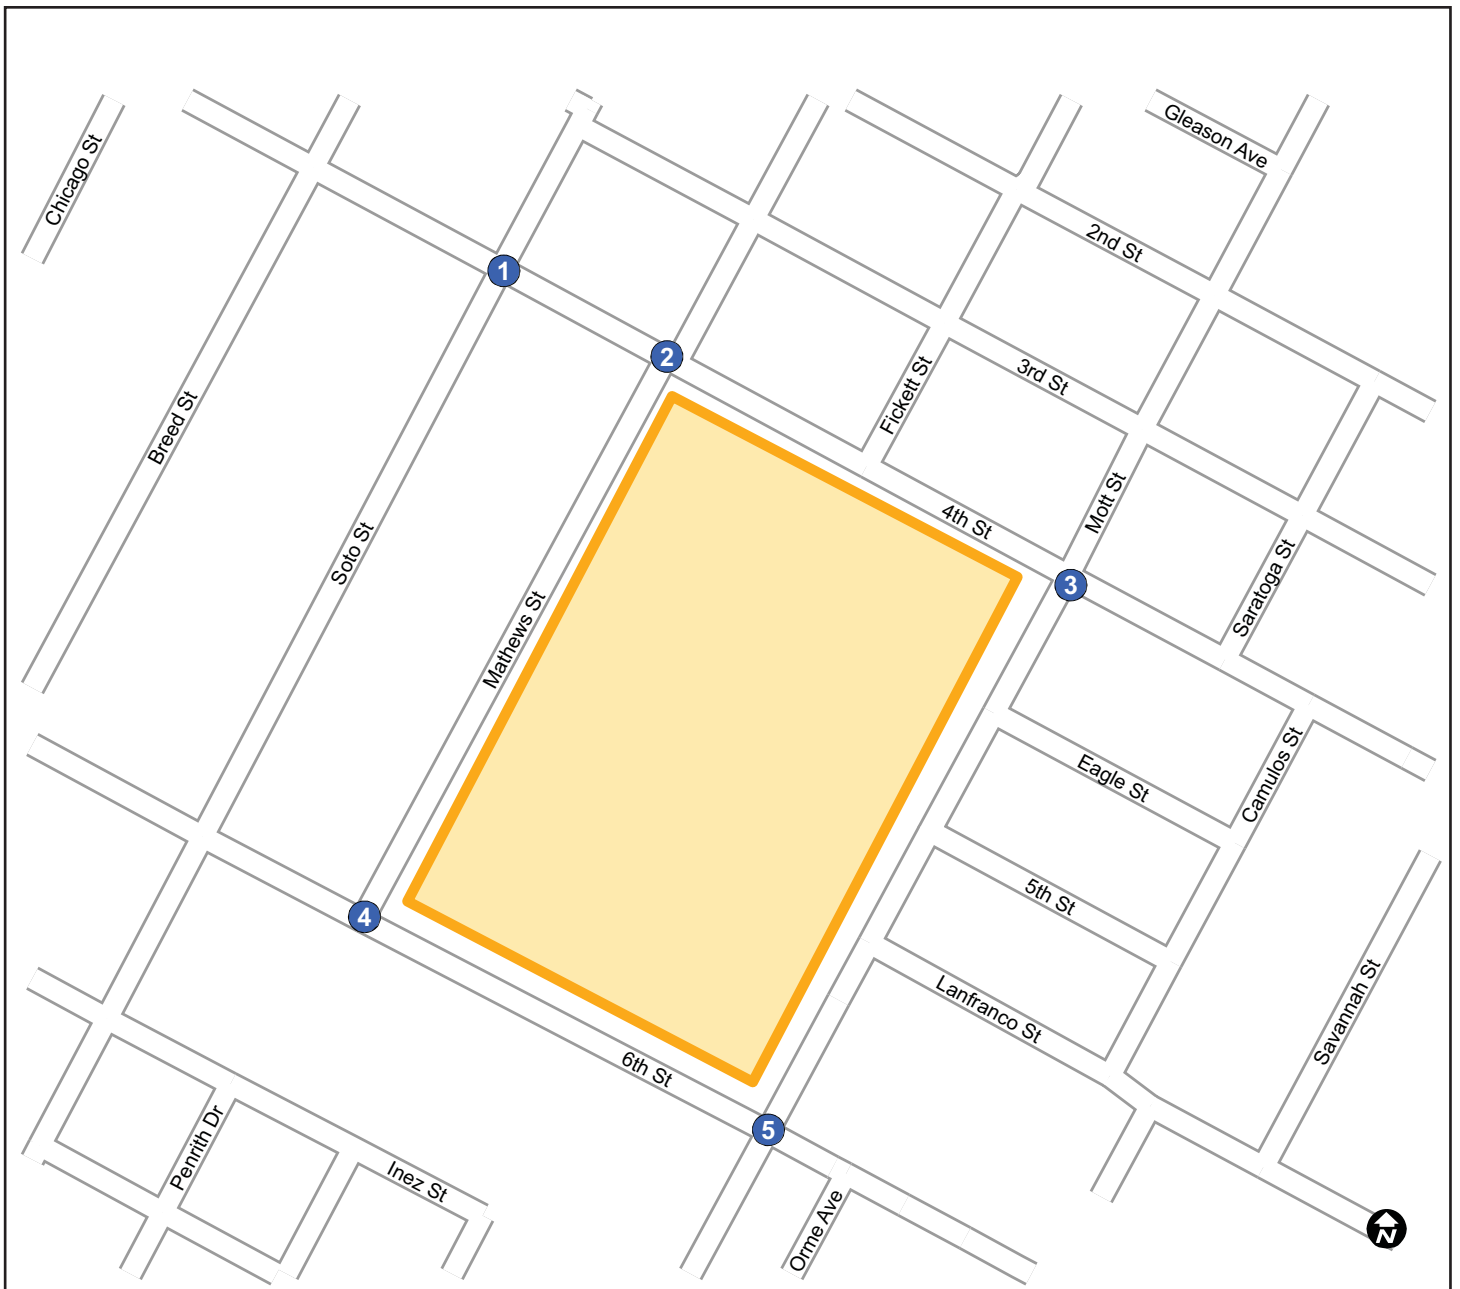 Gleason Ave
Chicago St
2nd St
1
2
3rd St
Fickett St
Breed St
4th St
Mott St
Soto St
3
Saratoga St
Mathews St
Eagle St
Camulos St
5th St
4
Lanfranco St
Savannah St
6th St
5
Penrith Dr
Inez St
Orme Ave
N